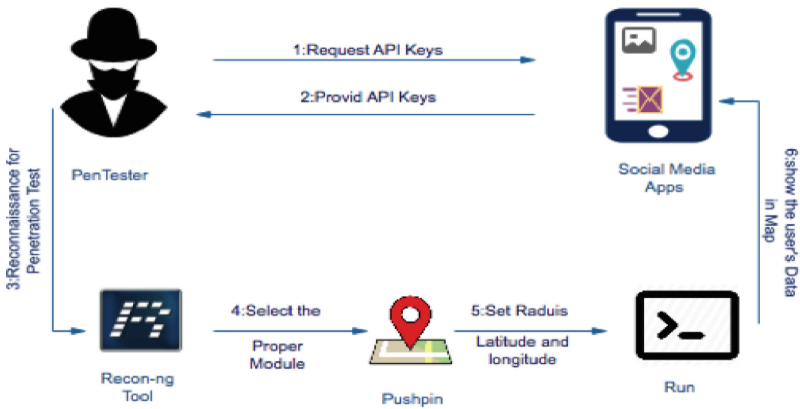 1:Request API Keys
2:Provid API Keys
PenTester
Social Media
Apps
3:Reconnaissance for
Penetration Test
6:show the user's Data
in Map
4:Select the
Proper
Module
5:Set Raduis
Latitude and
longitude
Recon-ng
Tool
Pushpin
Run